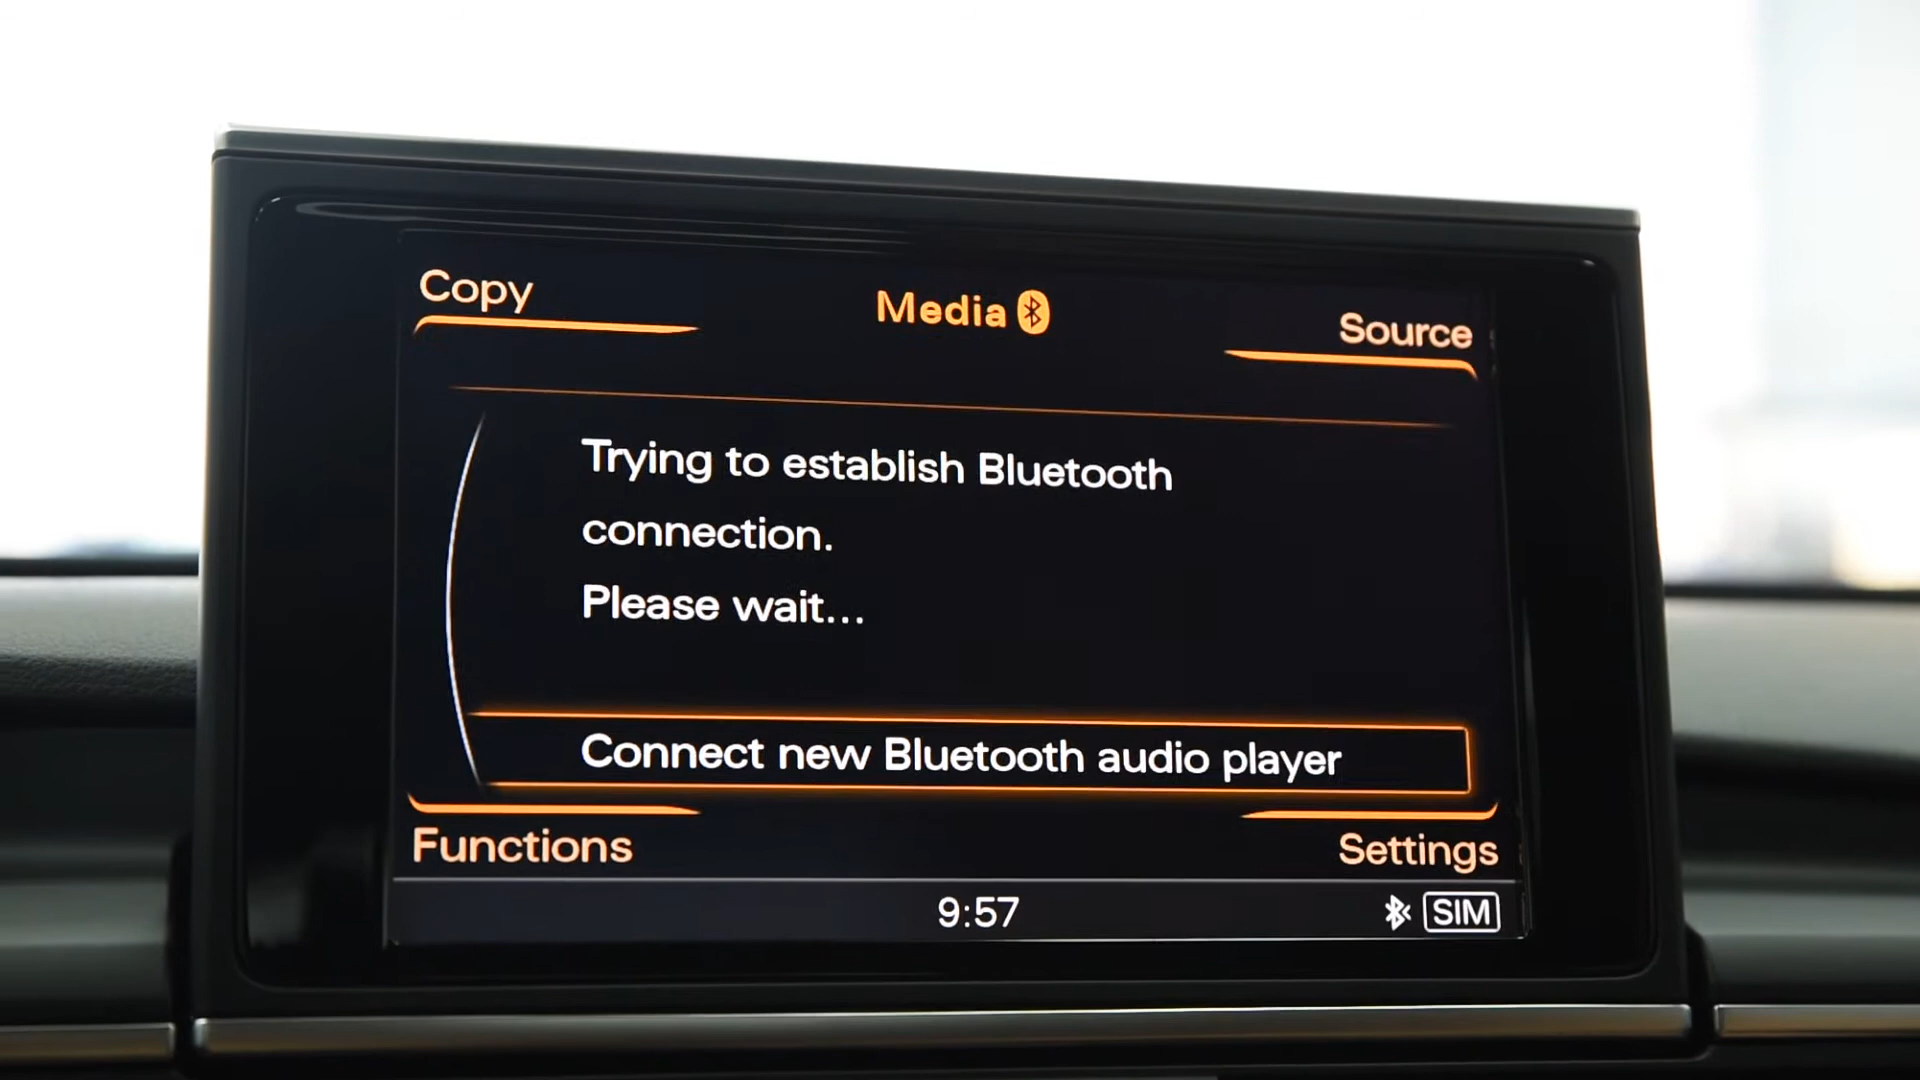 Copy
Media
Source
Trying to establish Bluetooth
connection.
Please wait...
Connect new Bluetooth audio player
Functions
Settings
9:57
SIM